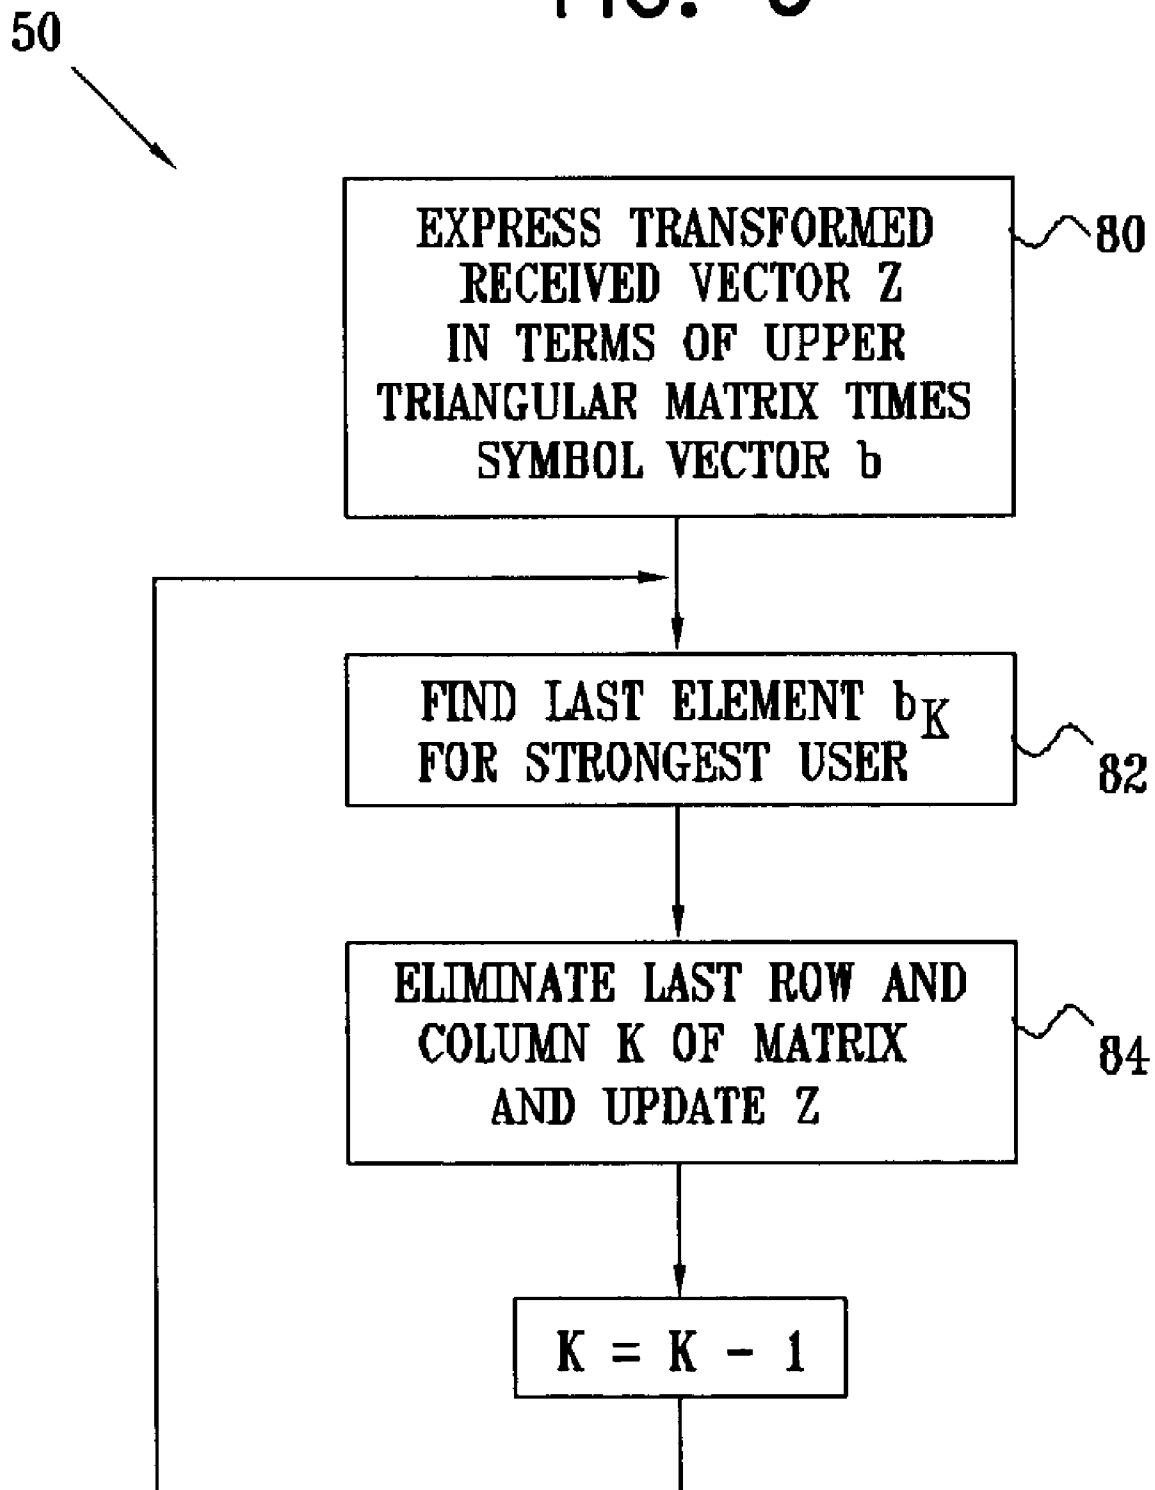 50
EXPRESS TRANSFORMED
RECEIVED VECTOR Z
IN TERMS OF UPPER
TRIANGULAR MATRIX TIMES
SYMBOL VECTOR b
80
FIND LAST ELEMENT b_K
FOR STRONGEST USER
82
ELIMINATE LAST ROW AND
COLUMN K OF MATRIX
AND UPDATE Z
84
K = K - 1